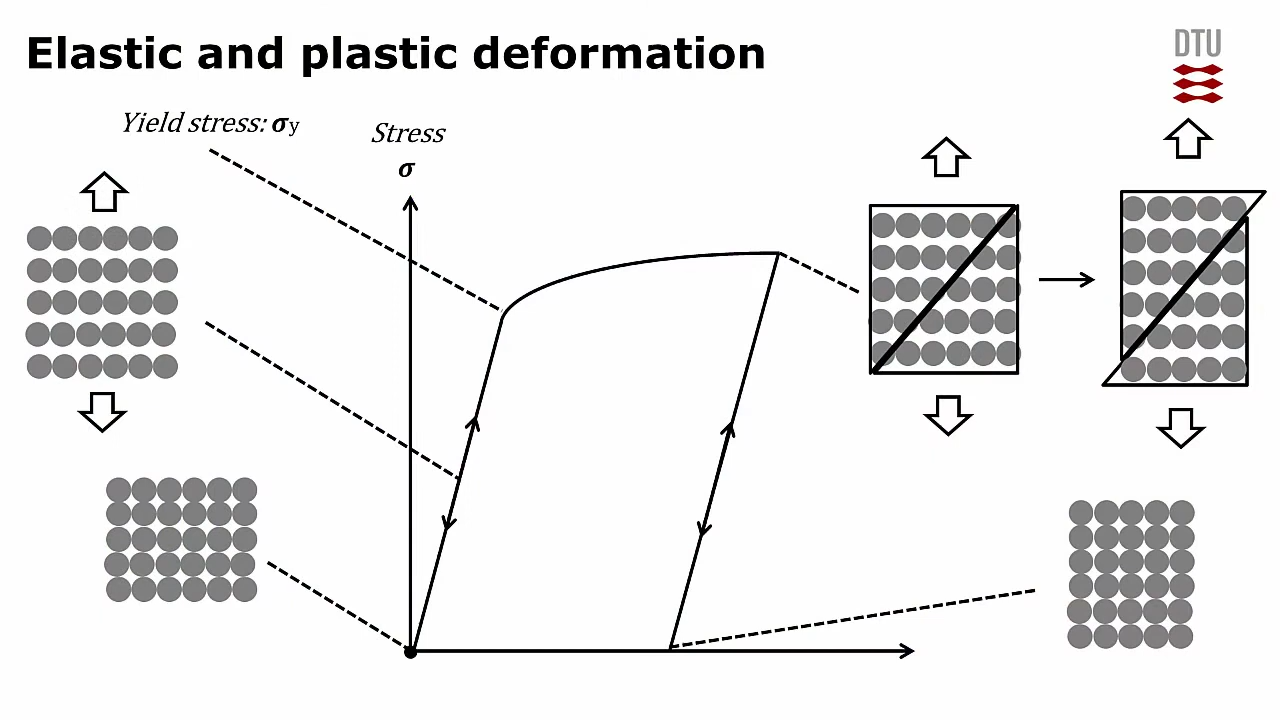 Elastic and plastic deformation
DTU
Yield stress: σy
Stress
σ